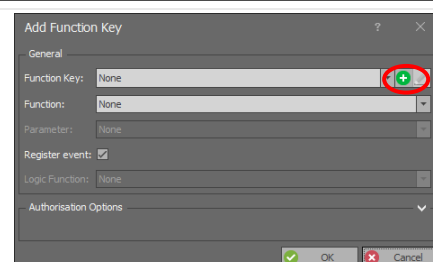 Add Function Key ?
General
Function Key: None
Function: None
Parameter: None
Register event:
Logic Function: None
Authorisation Options
OK Cancel